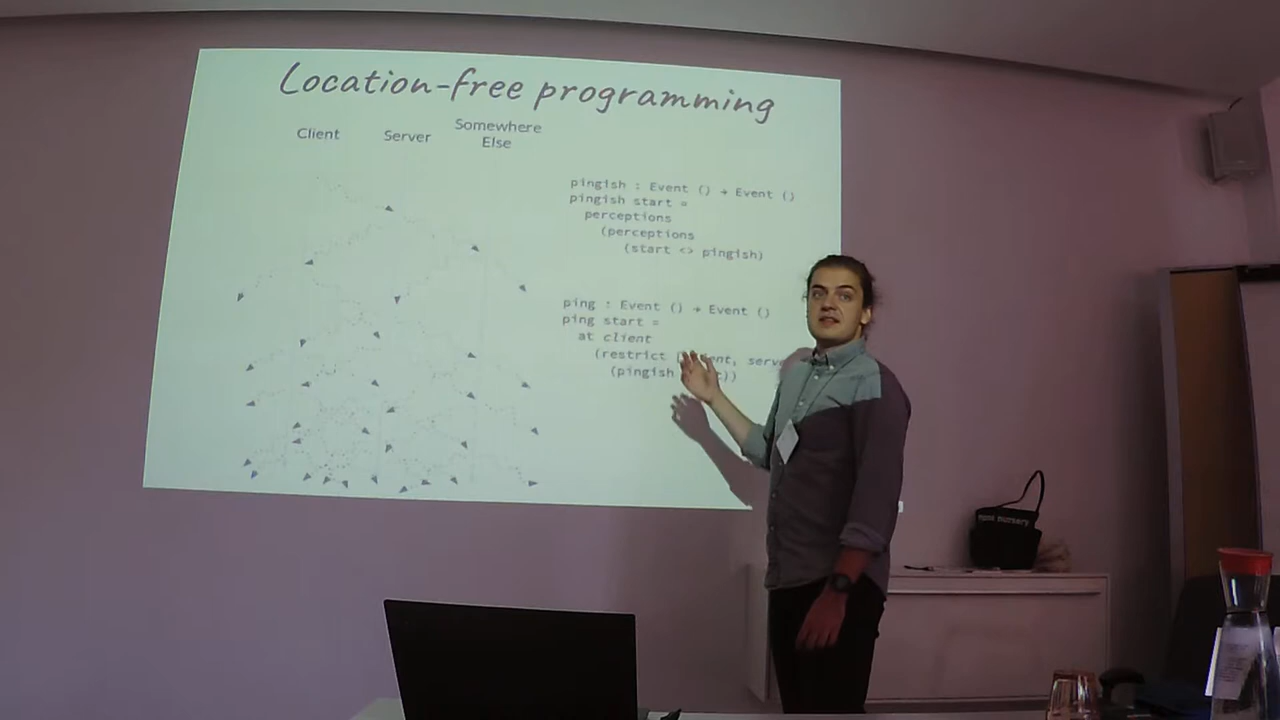 Location-free programming
Client Server Somewhere
Else
pingish : Event () → Event ()
pingish start =
perceptions
(perceptions
(start <> pingish)
ping : Event () → Event ()
ping start =
at client
(restrict
(pingish
nursery